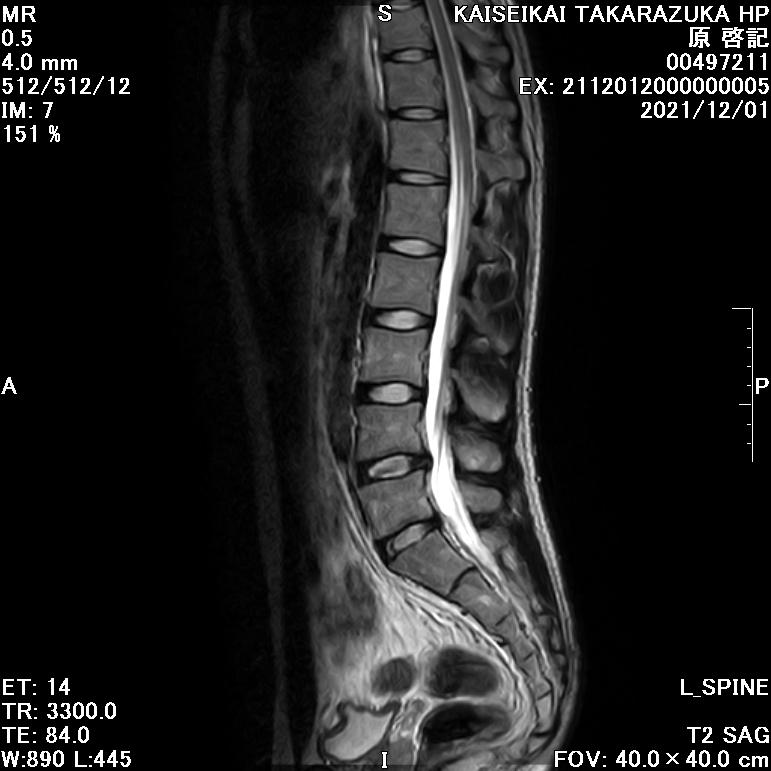 MR
0.5
4.0 mm
512/512/12
IM: 7
151 %
S
KAISEIKAI TAKARAZUKA HP
原 啓記
00497211
EX: 2112012000000005
2021/12/01
A
P
ET: 14
TR: 3300.0
TE: 84.0
W:890 L:445
I
L_SPINE
T2 SAG
FOV: 40.0×40.0 cm